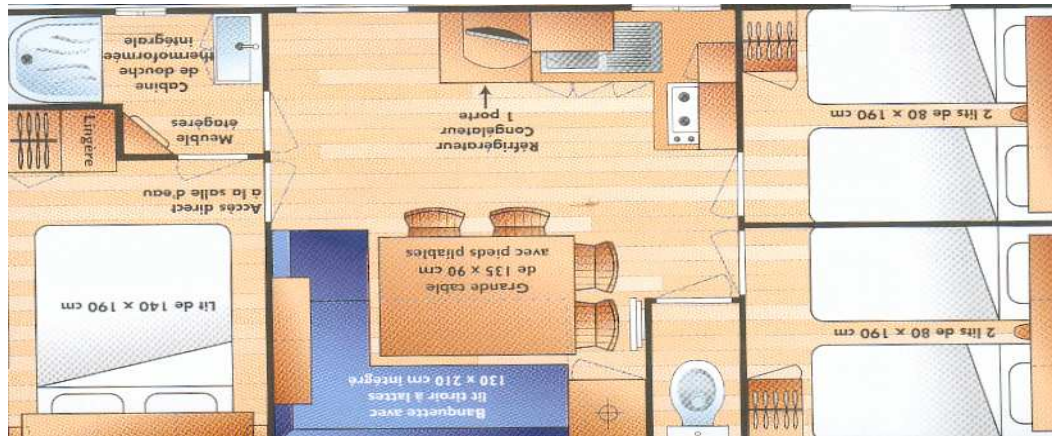 Banquette avec
lit tiroir à lattes
130 x 210 cm intégré
2 lits de 80 x 190 cm
Lit de 140 x 190 cm
Grande table
de 135 x 90 cm
avec pieds pliables
Accès direct
à la salle d'eau
Réfrigérateur
Congélateur
1 porte
Lingère
Meuble
étagères
2 lits de 80 x 190 cm
Cabine
de douche
thermoformée
intégrale